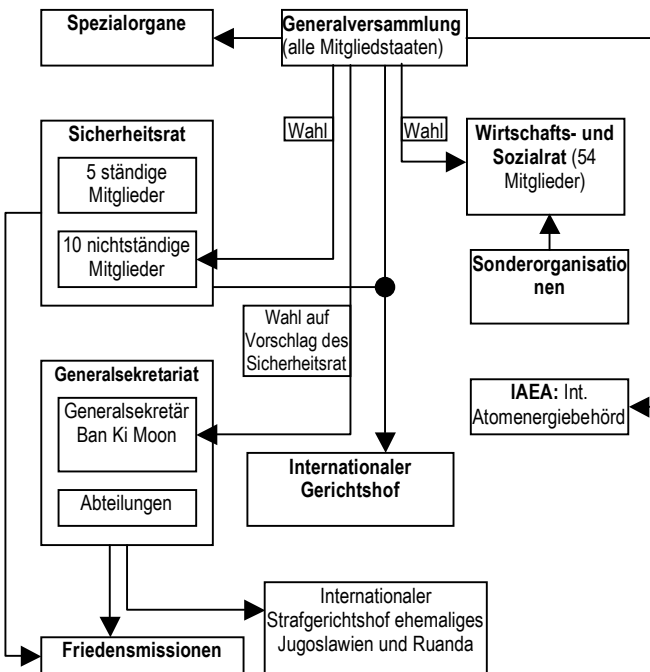 Spezialorgane
Generalversammlung
(alle Mitgliedstaaten)
Wahl
Wahl
Sicherheitsrat
5 ständige
Mitglieder
10 nichtständige
Mitglieder
Wirtschafts- und
Sozialrat (54
Mitglieder)
Sonderorganisatio
nen
Wahl auf
Vorschlag des
Sicherheitsrat
Generalsekretariat
Generalsekretär
Ban Ki Moon
Abteilungen
IAEA: Int.
Atomenergiebehörd
Internationaler
Gerichtshof
Internationaler
Strafgerichtshof ehemaliges
Jugoslawien und Ruanda
Friedensmissionen